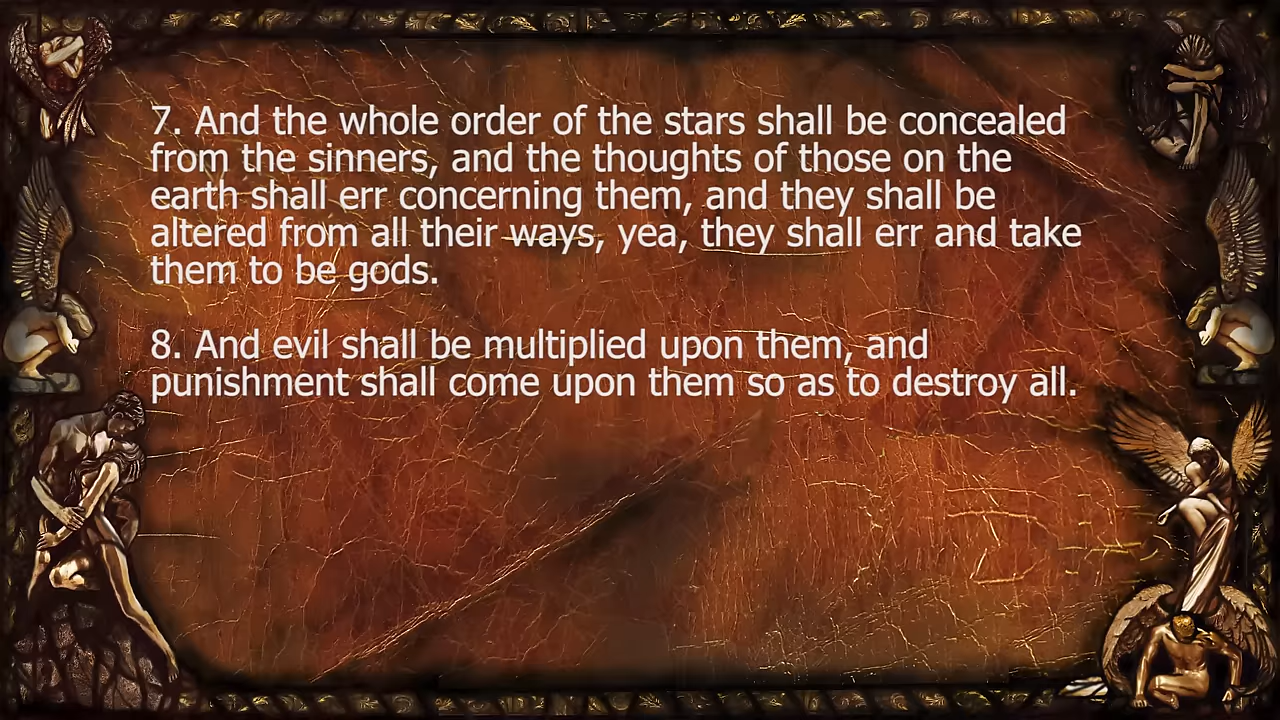 7. And the whole order of the stars shall be concealed
from the sinners, and the thoughts of those on the
earth shall err concerning them, and they shall be
altered from all their ways, yea, they shall err and take
them to be gods.
8. And evil shall be multiplied upon them, and
punishment shall come upon them so as to destroy all.